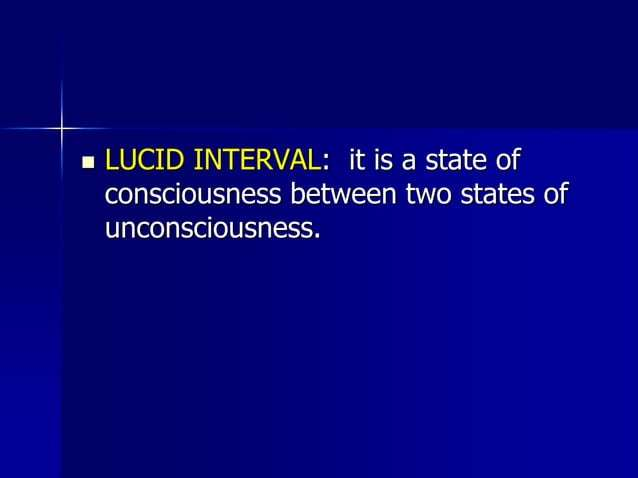 LUCID INTERVAL:  it is a state of
consciousness between two states of
unconsciousness.